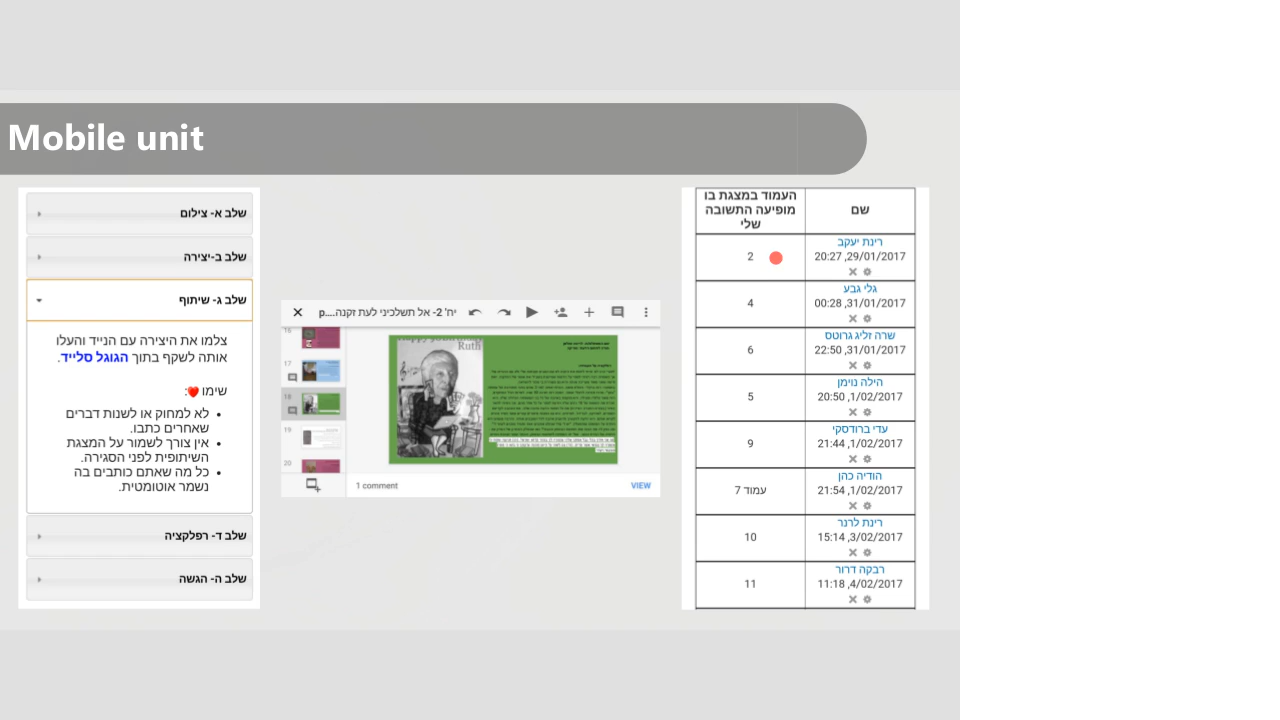 Mobile unit
שלב א- צילום
שלב ב-יצירה
שלב ג- שיתוף
צלמו את היצירה עם הנייד והעלו
אותה לשקף בתוך הגוגל סלייד.
שימו❤:
לא למחוק או לשנות דברים
שאחרים כתבו.
אין צורך לשמור על המצגת
השיתופית לפני הסגירה.
כל מה שאתם כותבים בה
נשמר אוטומטית.
שלב ד- רפלקציה
שלב ה- הגשה
יח' 2- אל תשלכיני לעת זקנה....p
16
17
18
19
20
Ruth
1 comment
VIEW
שם
העמוד במצגת בו
מופיעה התשובה
שלי
רינת יעקב
29/01/2017, 20:27
2
גלי גבע
31/01/2017, 00:28
4
שרה זליג גרוטס
31/01/2017, 22:50
6
הילה נוימן
1/02/2017, 20:50
5
עדי ברודסקי
1/02/2017, 21:44
9
הודיה כהן
1/02/2017, 21:54
עמוד 7
רינת לרנר
3/02/2017, 15:14
10
רבקה דרור
4/02/2017, 11:18
11